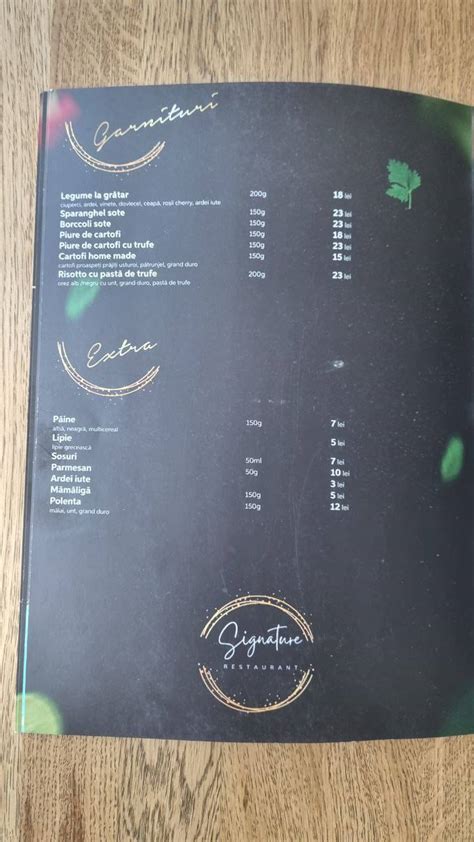 Garnituri
Legume la grătar 200g 18 lei
ciuperci, ardei, vinete, dovlecel, ceapă, roșii cherry, ardei iute
Sparanghel sote 150g 23 lei
Borccoli sote 150g 23 lei
Piure de cartofi 150g 18 lei
Piure de cartofi cu trufe 150g 23 lei
Cartofi home made 150g 15 lei
cartofi proaspeți prăjiți usturoi, pătrunjel, grand duro
Risotto cu pastă de trufe 200g 23 lei
orez alb /negru cu unt, grand duro, pastă de trufe
Extra
Pâine 150g 7 lei
albă, neagră, multicereal
Lipie 5 lei
lipie grecească
Sosuri 50ml 7 lei
Parmesan 50g 10 lei
Ardei iute 3 lei
Mămăligă 150g 5 lei
Polenta 150g 12 lei
mălai, unt, grand duro
Signature
RESTAURANT